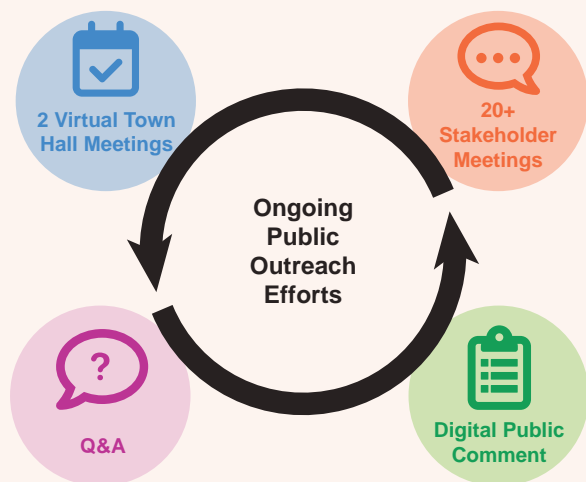 2 Virtual Town
Hall Meetings
20+
Stakeholder
Meetings
Ongoing
Public
Outreach
Efforts
?
Q&A
Digital Public
Comment